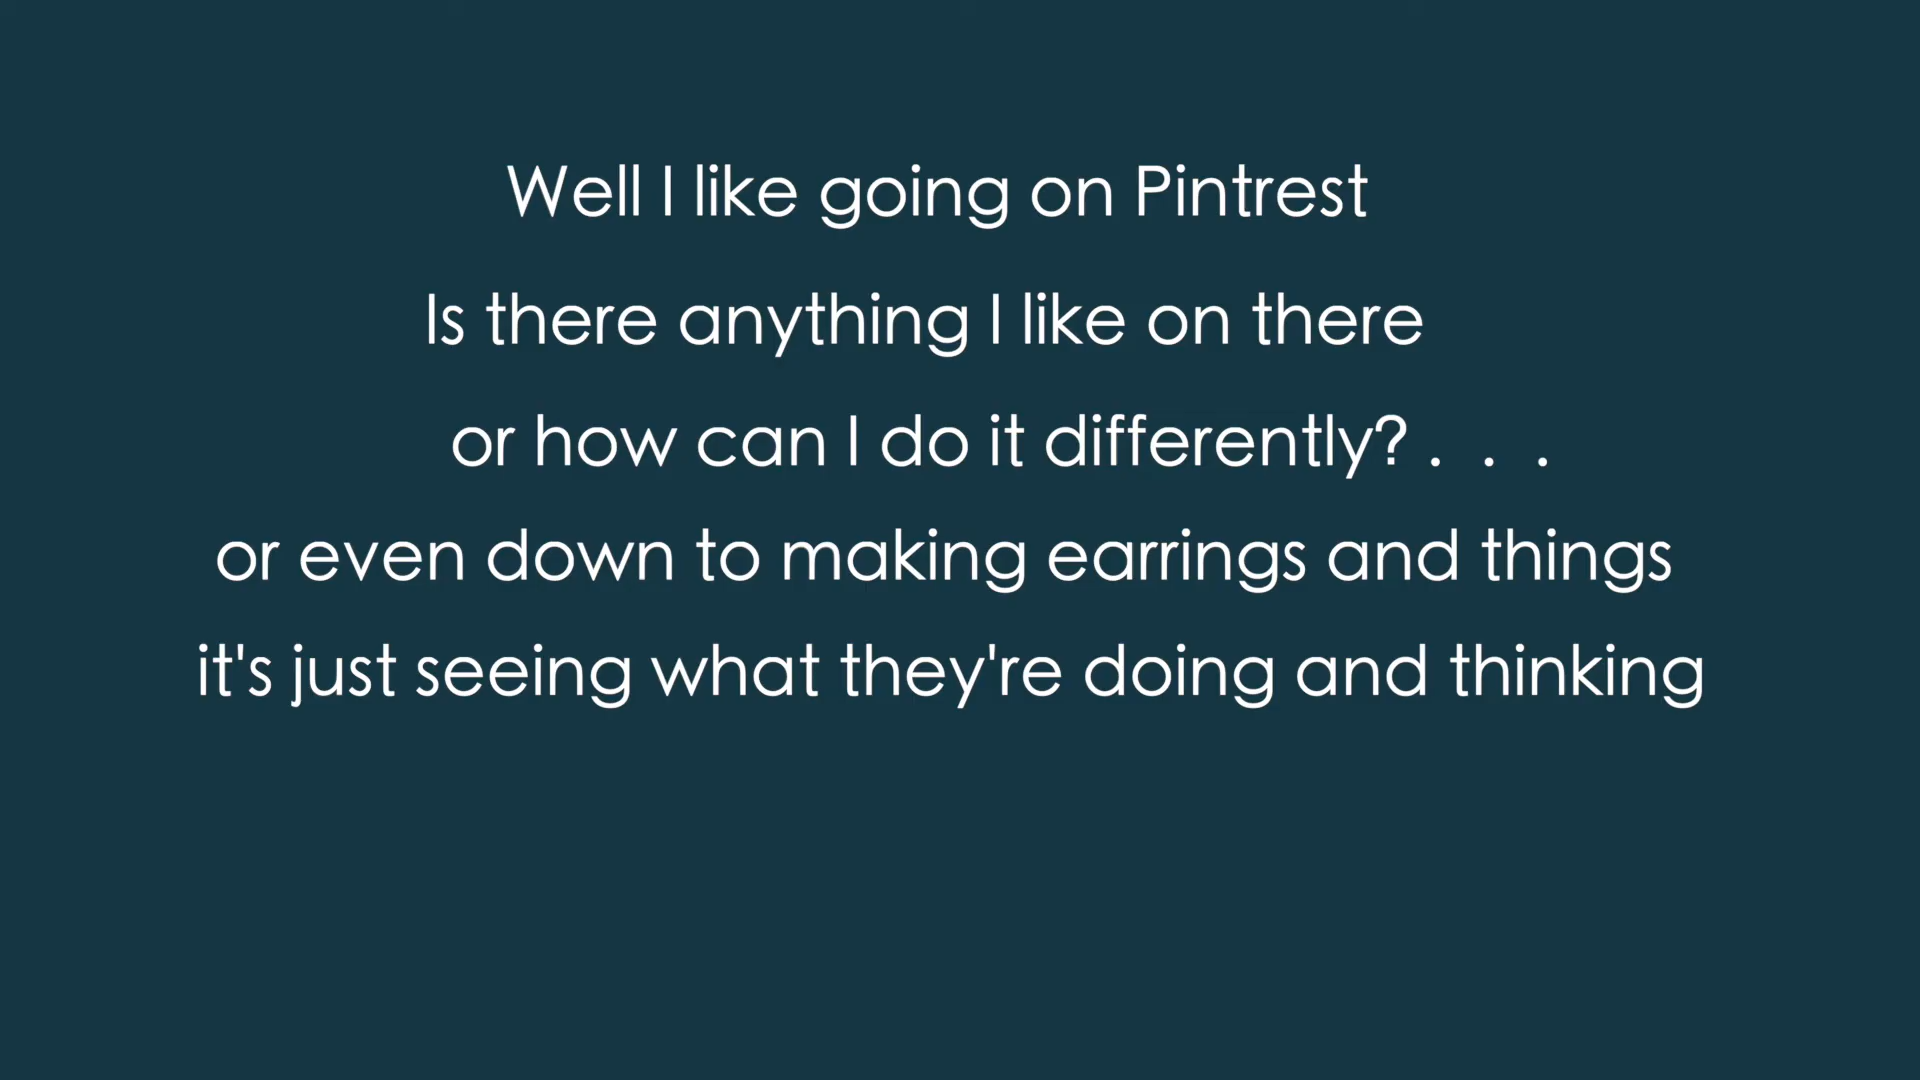 Well I like going on Pintrest
Is there anything I like on there
or how can I do it differently? . . .
or even down to making earrings and things
it's just seeing what they're doing and thinking